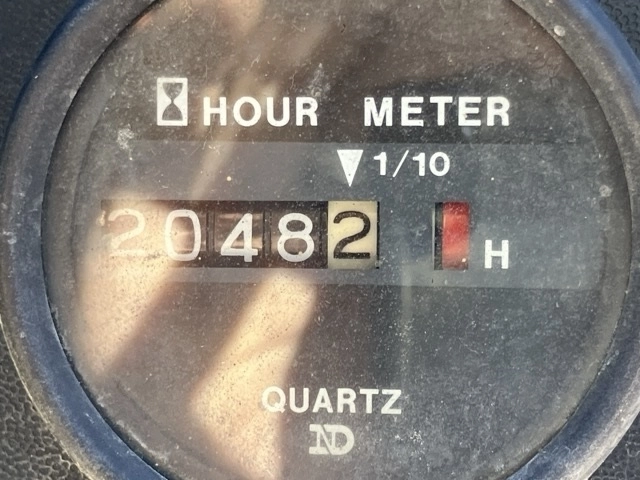 HOUR METER
1/10
20482 H
QUARTZ
ND